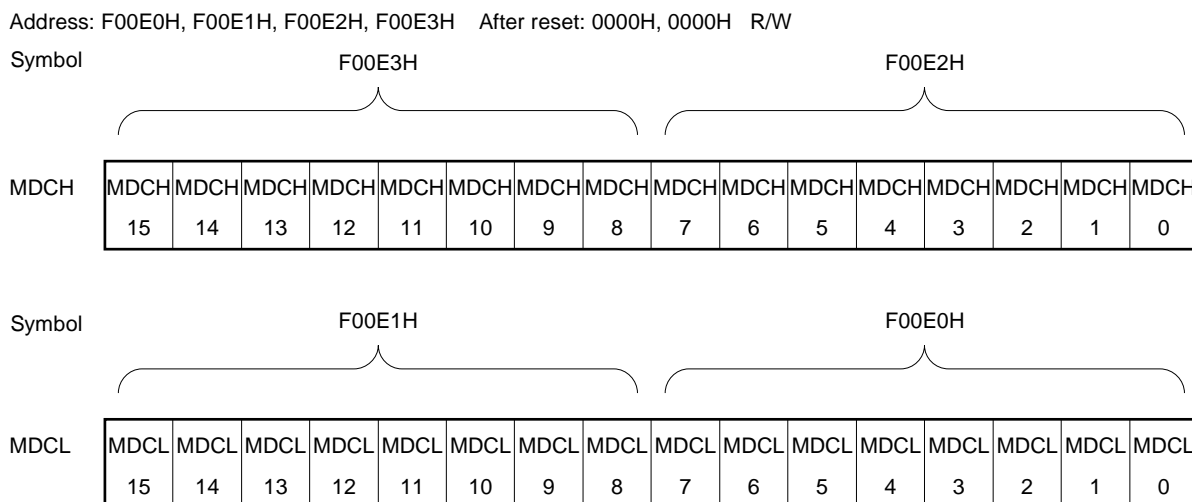 Address: F00E0H, F00E1H, F00E2H, F00E3H After reset: 0000H, 0000H R/W
Symbol F00E3H F00E2H
MDCH MDCH MDCH MDCH MDCH MDCH MDCH MDCH MDCH MDCH MDCH MDCH MDCH MDCH MDCH MDCH MDCH
15 14 13 12 11 10 9 8 7 6 5 4 3 2 1 0
Symbol F00E1H F00E0H
MDCL MDCL MDCL MDCL MDCL MDCL MDCL MDCL MDCL MDCL MDCL MDCL MDCL MDCL MDCL MDCL MDCL
15 14 13 12 11 10 9 8 7 6 5 4 3 2 1 0